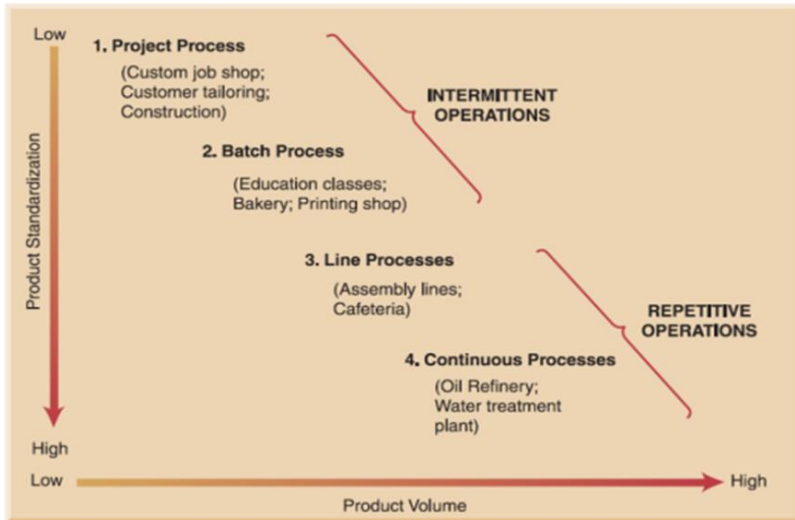 Low
1. Project Process
(Custom job shop;
Customer tailoring;
Construction)
INTERMITTENT
OPERATIONS
2. Batch Process
(Education classes;
Bakery; Printing shop)
Product Standardization
3. Line Processes
(Assembly lines;
Cafeteria)
REPETITIVE
OPERATIONS
4. Continuous Processes
(Oil Refinery;
Water treatment
plant)
High
Low
High
Product Volume